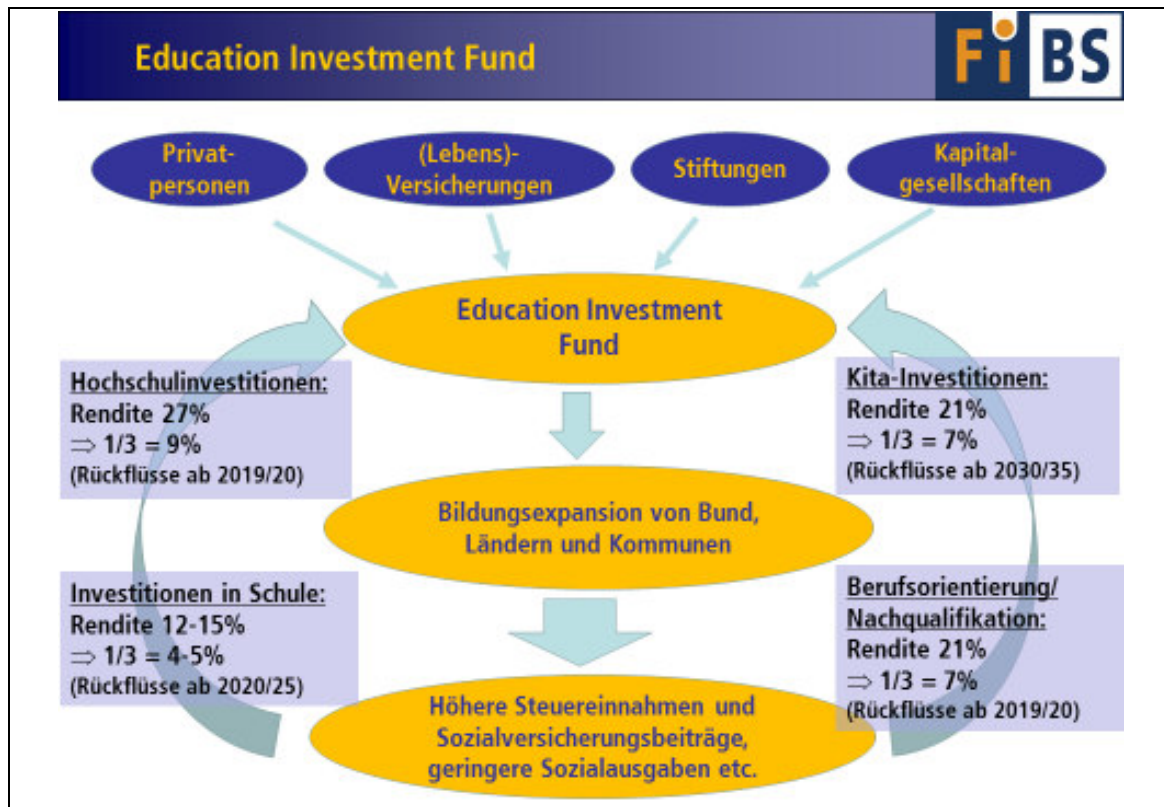 Education Investment Fund
FiBS
Privat-
personen
(Lebens)-
Versicherungen
Stiftungen
Kapital-
gesellschaften
Education Investment
Fund
Hochschulinvestitionen:
Rendite 27%
⇒ 1/3 = 9%
(Rückflüsse ab 2019/20)
Kita-Investitionen:
Rendite 21%
⇒ 1/3 = 7%
(Rückflüsse ab 2030/35)
Bildungsexpansion von Bund,
Ländern und Kommunen
Investitionen in Schule:
Rendite 12-15%
⇒ 1/3 = 4-5%
(Rückflüsse ab 2020/25)
Berufsorientierung/
Nachqualifikation:
Rendite 21%
⇒ 1/3 = 7%
(Rückflüsse ab 2019/20)
Höhere Steuereinnahmen und
Sozialversicherungsbeiträge,
geringere Sozialausgaben etc.